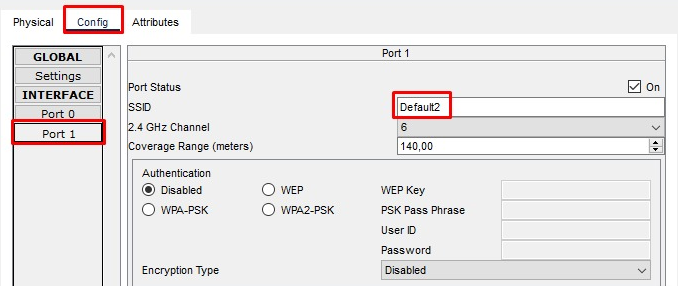 Physical Config Attributes
GLOBAL
Settings
INTERFACE
Port 0
Port 1
Port 1
Port Status On
SSID Default2
2.4 GHz Channel 6
Coverage Range (meters) 140,00
Authentication
Disabled WEP WEP Key
WPA-PSK WPA2-PSK PSK Pass Phrase
User ID
Password
Encryption Type Disabled